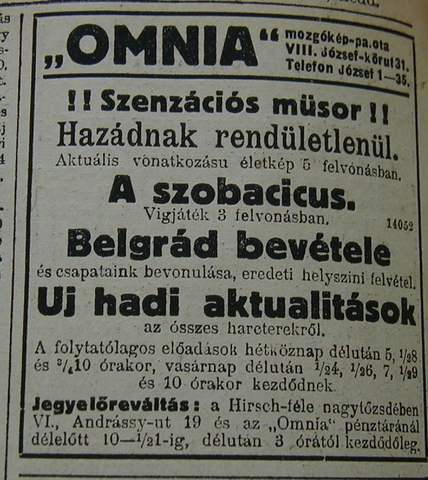 „OMNIA“ mozgókép-palota
VIII. József-körut 31.
Telefon József 1—35.
!! Szenzációs müsor !!
Hazádnak rendületlenül.
Aktuális vonatkozásu életkép 5 felvonásban.
A szobacicus.
Vigjáték 3 felvonásban. 14052
Belgrád bevétele
és csapataink bevonulása, eredeti helyszini felvétel.
Uj hadi aktualitások
az összes harcterekről.
A folytatólagos előadások hétköznap délután 5, ½8
és ¾10 órakor, vasárnap délután ½4, ½6, 7, ½9
és 10 órakor kezdődnek.
Jegyelőreváltás: a Hirsch-féle nagytőzsdében
VI., Andrássy-ut 19 és az „Omnia“ pénztáránál
délelőtt 10—½1-ig, délután 3 órától kezdődőleg.